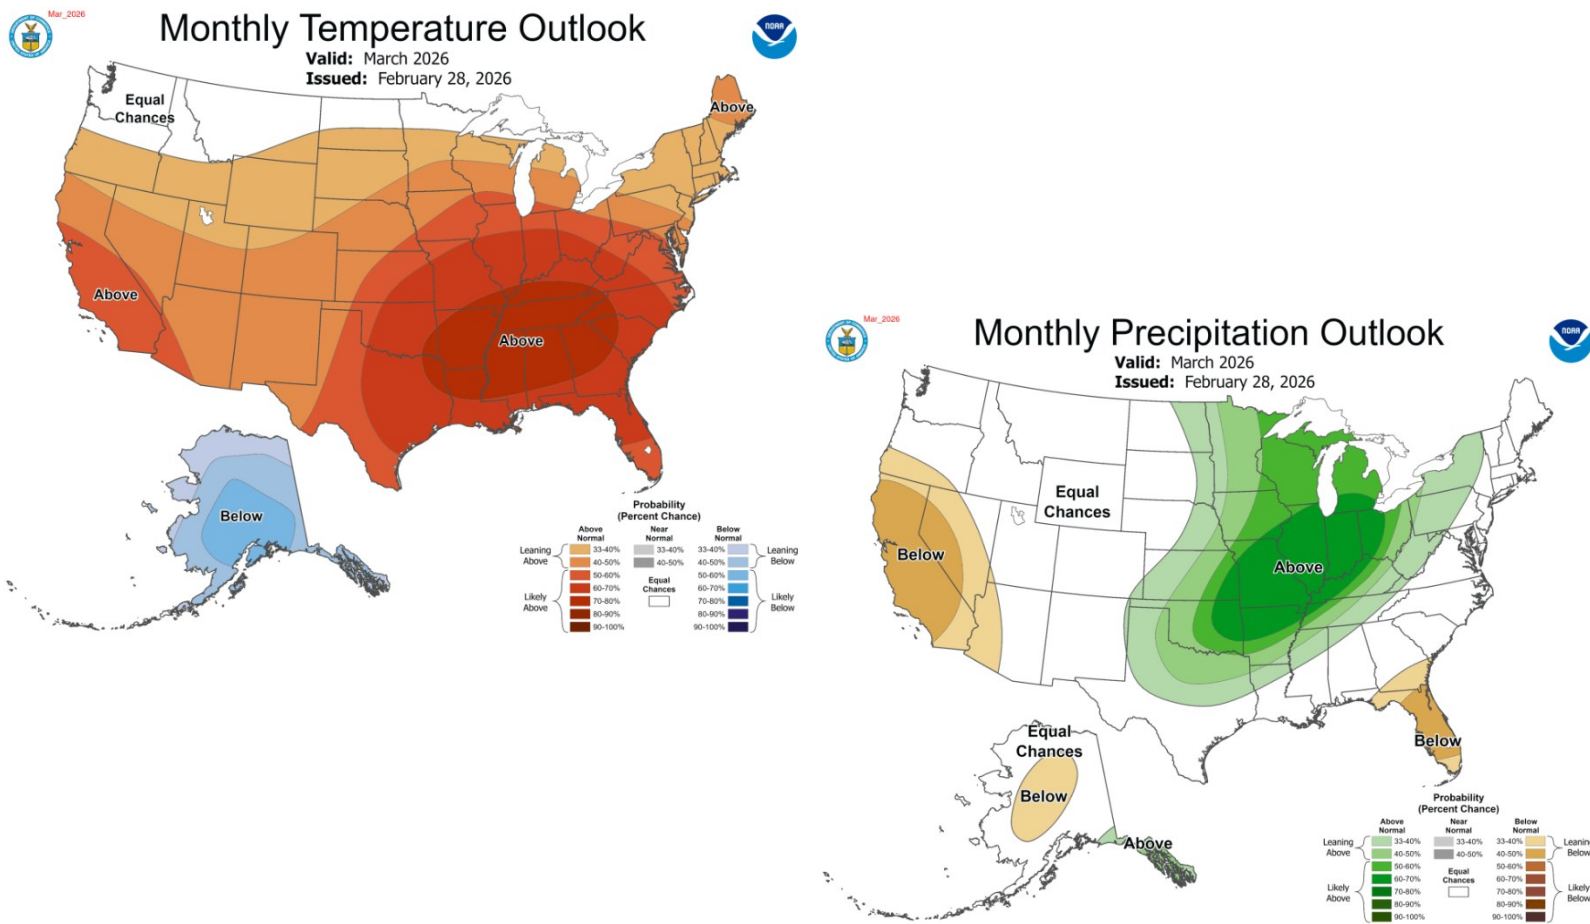 Mar_2026
Monthly Temperature Outlook
NOAA
Valid: March 2026
Issued: February 28, 2026
Equal
Chances
Above
Above
Above
Below
Probability
(Percent Chance)
Above
Normal
Near
Normal
Below
Normal
Leaning
Above
33-40%
40-50%
33-40%
40-50%
33-40%
40-50%
Leaning
Below
Likely
Above
50-60%
60-70%
70-80%
80-90%
90-100%
Equal
Chances
50-60%
60-70%
70-80%
80-90%
90-100%
Likely
Below
Mar_2026
Monthly Precipitation Outlook
NOAA
Valid: March 2026
Issued: February 28, 2026
Equal
Chances
Below
Above
Below
Equal
Chances
Below
Above
Probability
(Percent Chance)
Above
Normal
Near
Normal
Below
Normal
Leaning
Above
33-40%
40-50%
33-40%
40-50%
33-40%
40-50%
Leaning
Below
Likely
Above
50-60%
60-70%
70-80%
80-90%
90-100%
Equal
Chances
50-60%
60-70%
70-80%
80-90%
90-100%
Likely
Below